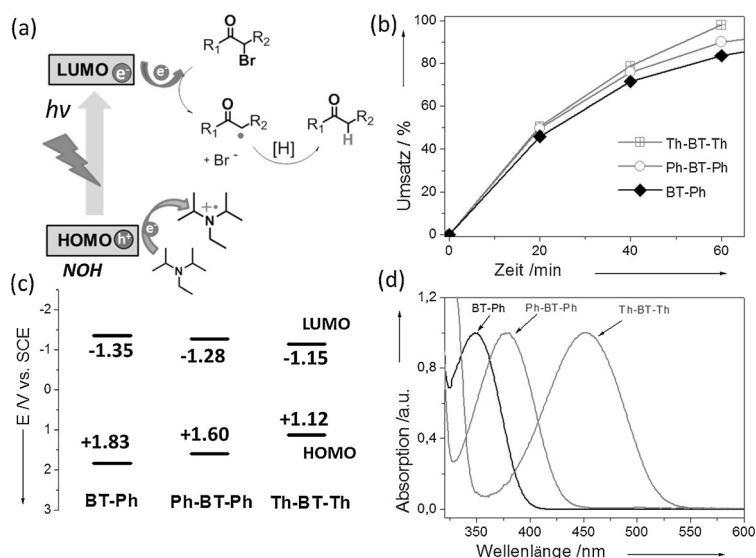 (a)
O
R1
R2
Br
LUMO
e-
e-
hν
O
R1
R2
+ Br -
[H]
O
R1
R2
H
+•
N
HOMO
h+
e-
NOH
N
(b)
Umsatz / %
100
80
60
40
20
0
Th-BT-Th
Ph-BT-Ph
BT-Ph
0
20
40
60
Zeit /min
(c)
E /V vs. SCE
-2
-1
0
1
2
3
LUMO
-1.35
-1.28
-1.15
+1.83
+1.60
+1.12
HOMO
BT-Ph
Ph-BT-Ph
Th-BT-Th
(d)
Absorption /a.u.
1,2
0,8
0,4
0,0
BT-Ph
Ph-BT-Ph
Th-BT-Th
350
400
450
500
550
600
Wellenlänge /nm